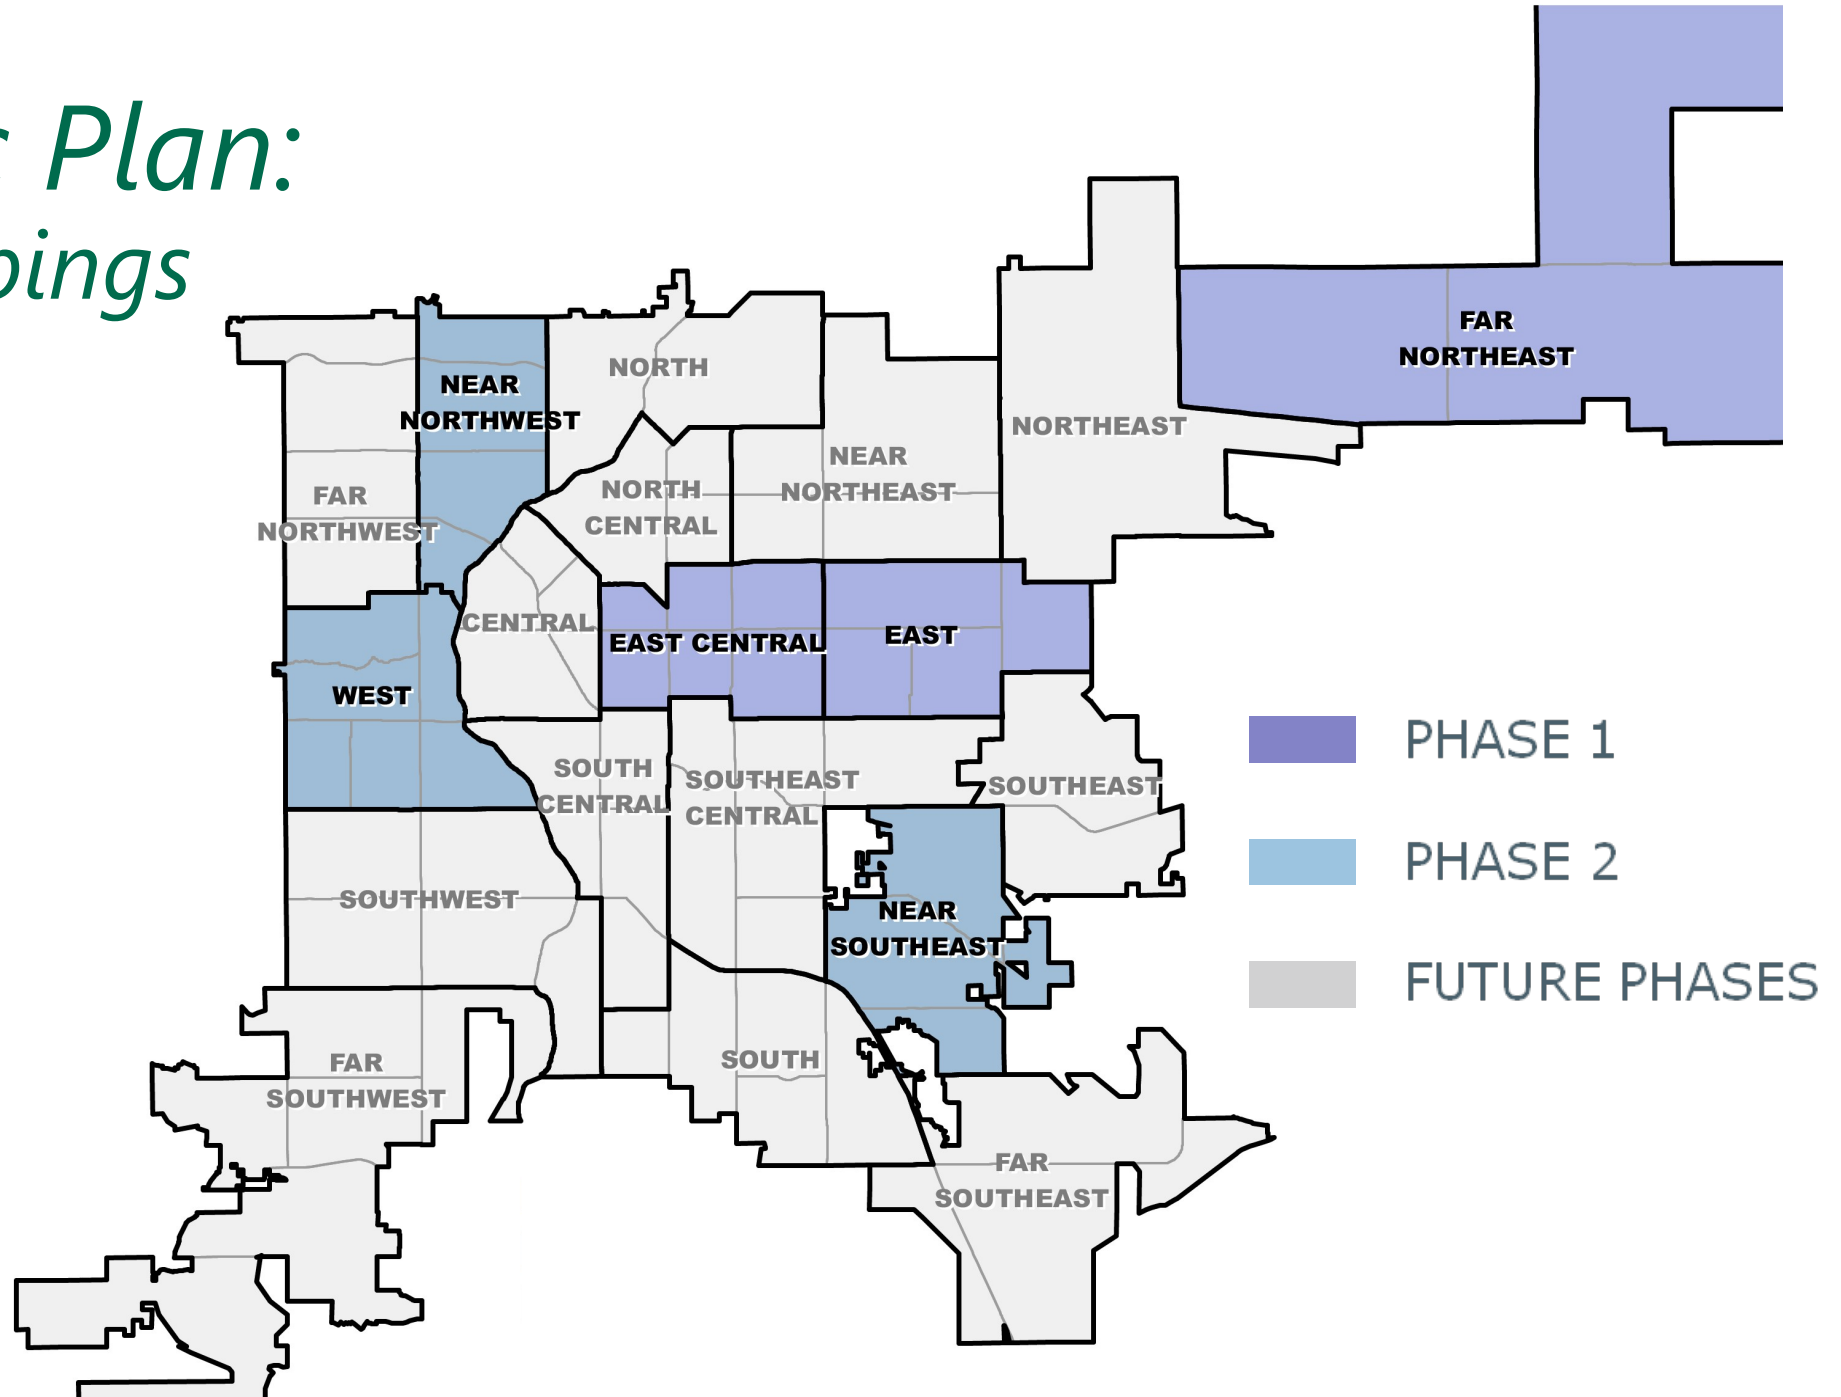 Plan:
FAR
NORTHEAST
NORTH
NEAR
NORTHWEST
NORTHEAST
NEAR
NORTHEAST
NORTH
CENTRAL
FAR
NORTHWEST
CENTRAL
EAST CENTRAL
EAST
WEST
SOUTH
CENTRAL
SOUTHEAST
CENTRAL
SOUTHEAST
SOUTHWEST
NEAR
SOUTHEAST
FAR
SOUTHWEST
SOUTH
FAR
SOUTHEAST
PHASE 1
PHASE 2
FUTURE PHASES